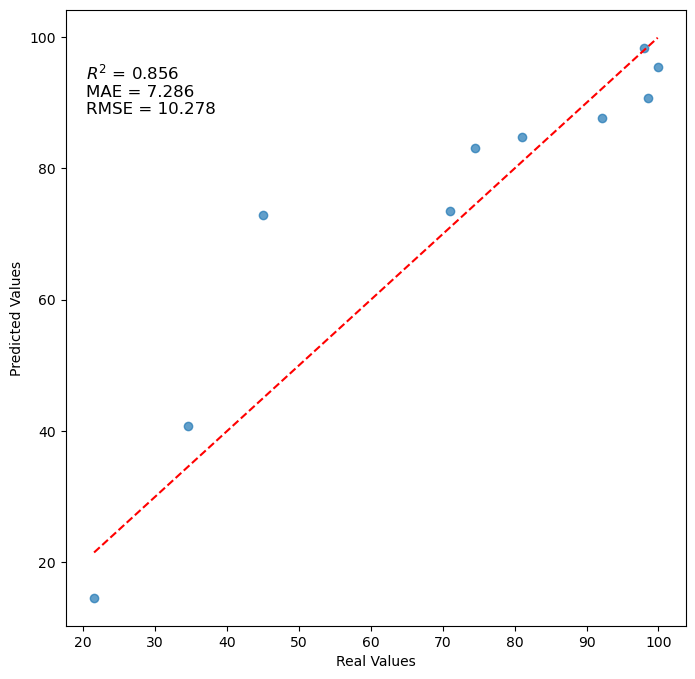 R² = 0.856
MAE = 7.286
RMSE = 10.278
100
80
60
40
20
Predicted Values
20 30 40 50 60 70 80 90 100
Real Values